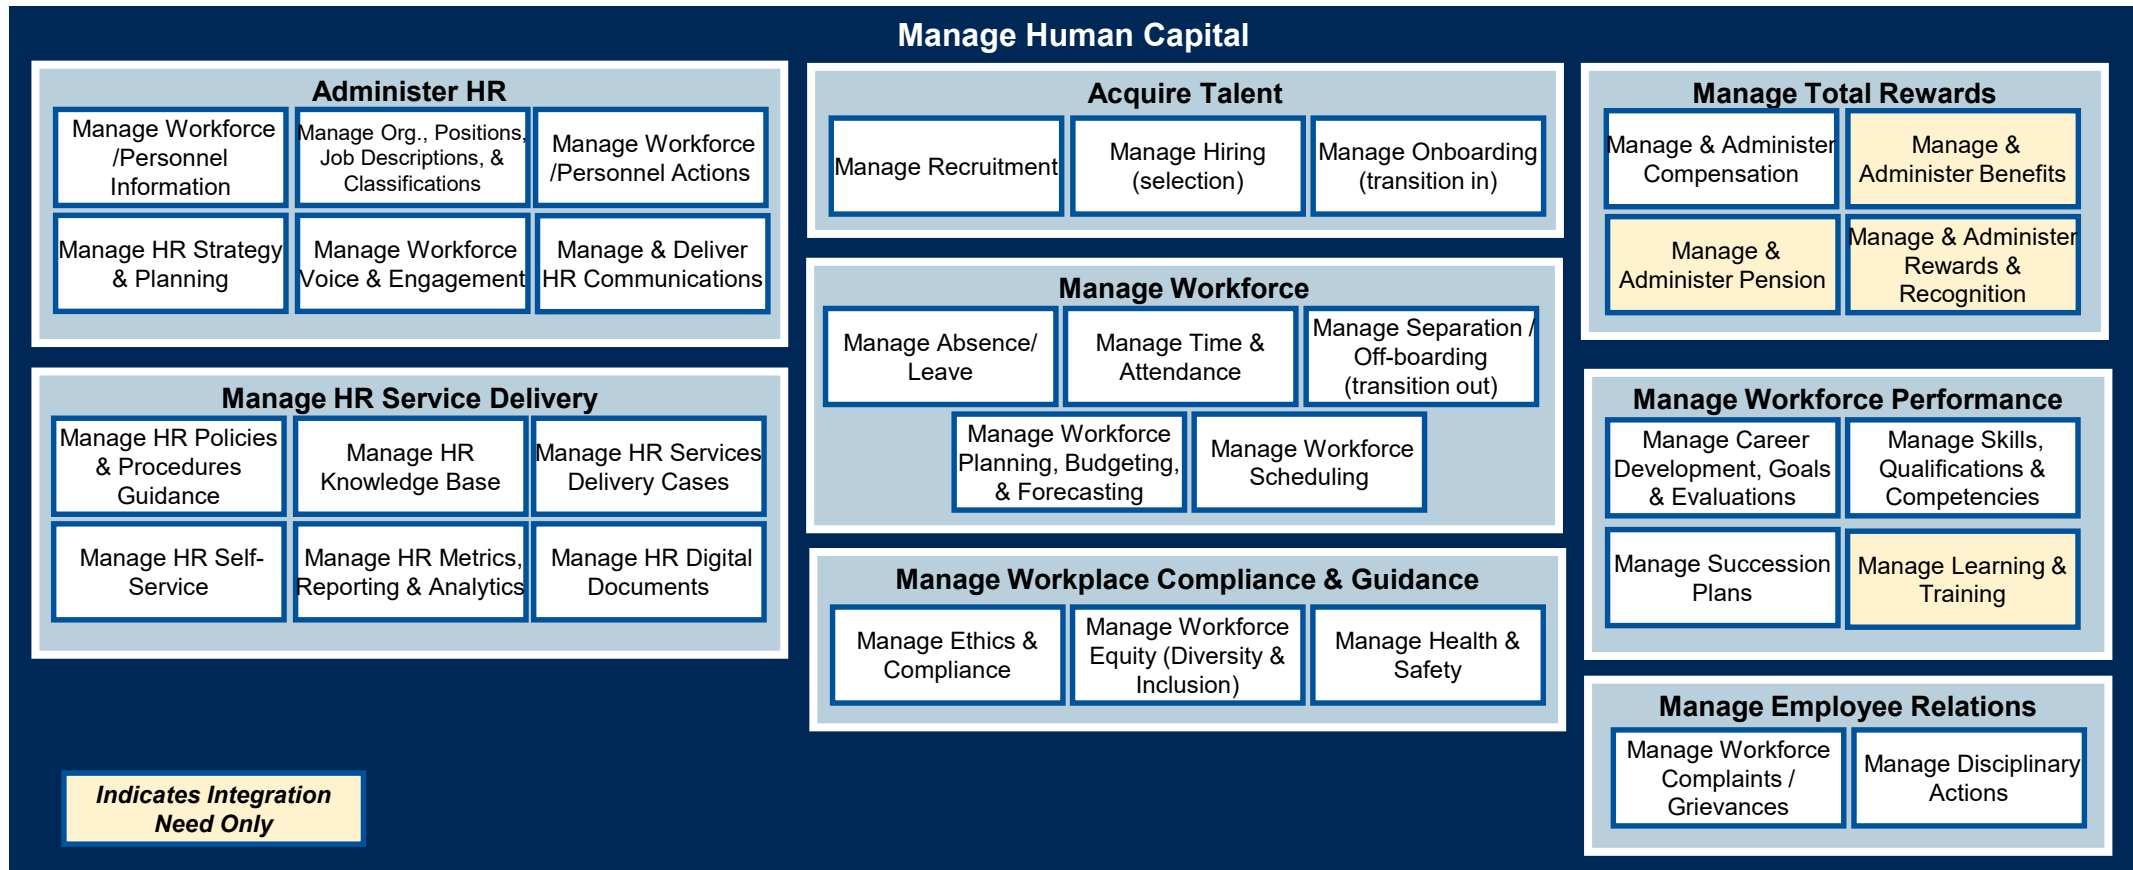 Manage Human Capital
Administer HR
Manage Workforce
/Personnel
Information
Manage Org., Positions,
Job Descriptions, &
Classifications
Manage Workforce
/Personnel Actions
Manage HR Strategy
& Planning
Manage Workforce
Voice & Engagement
Manage & Deliver
HR Communications
Manage HR Service Delivery
Manage HR Policies
& Procedures
Guidance
Manage HR
Knowledge Base
Manage HR Services
Delivery Cases
Manage HR Self-
Service
Manage HR Metrics,
Reporting & Analytics
Manage HR Digital
Documents
Indicates Integration
Need Only
Acquire Talent
Manage Recruitment
Manage Hiring
(selection)
Manage Onboarding
(transition in)
Manage Workforce
Manage Absence/
Leave
Manage Time &
Attendance
Manage Separation /
Off-boarding
(transition out)
Manage Workforce
Planning, Budgeting,
& Forecasting
Manage Workforce
Scheduling
Manage Workplace Compliance & Guidance
Manage Ethics &
Compliance
Manage Workforce
Equity (Diversity &
Inclusion)
Manage Health &
Safety
Manage Total Rewards
Manage & Administer
Compensation
Manage &
Administer Benefits
Manage &
Administer Pension
Manage & Administer
Rewards &
Recognition
Manage Workforce Performance
Manage Career
Development, Goals
& Evaluations
Manage Skills,
Qualifications &
Competencies
Manage Succession
Plans
Manage Learning &
Training
Manage Employee Relations
Manage Workforce
Complaints /
Grievances
Manage Disciplinary
Actions